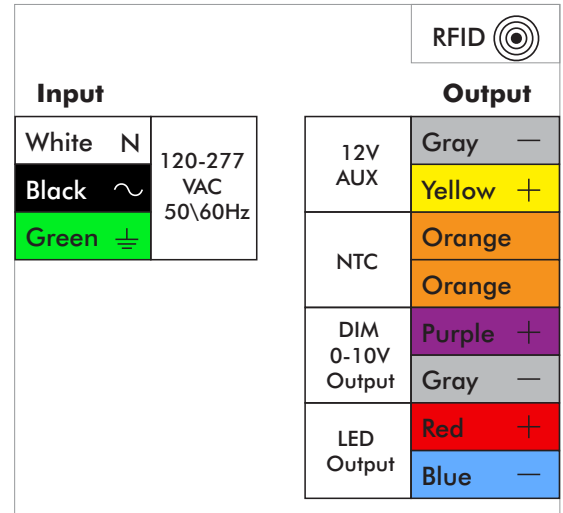 RFID
Input
Output
White N
Black ~
Green
120-277
VAC
50\60Hz
12V
AUX
Gray —
Yellow +
NTC
Orange
Orange
DIM
0-10V
Output
Purple +
Gray —
LED
Output
Red +
Blue —